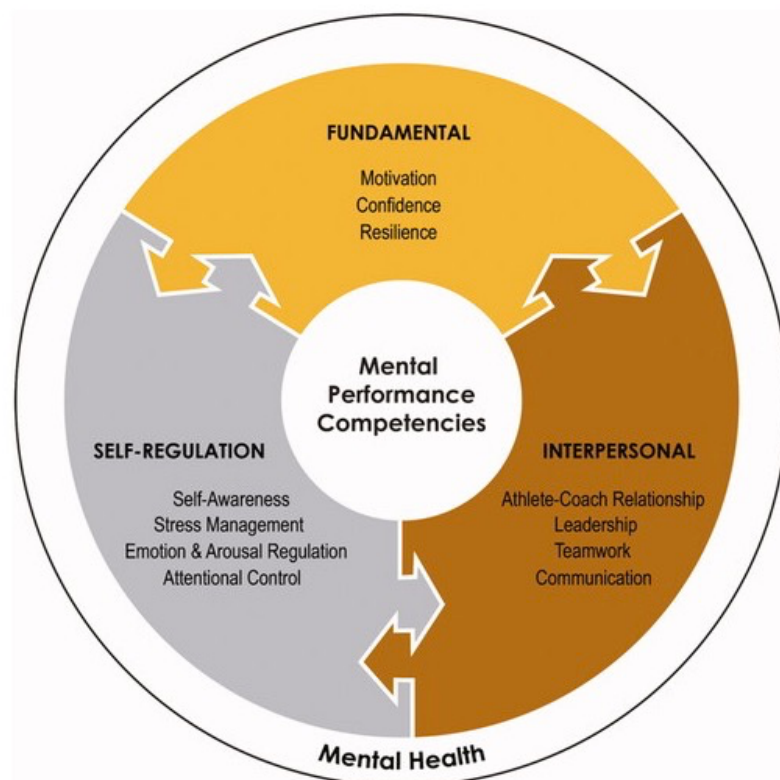 FUNDAMENTAL
Motivation
Confidence
Resilience
Mental
Performance
Competencies
SELF-REGULATION
Self-Awareness
Stress Management
Emotion & Arousal Regulation
Attentional Control
INTERPERSONAL
Athlete-Coach Relationship
Leadership
Teamwork
Communication
Mental Health